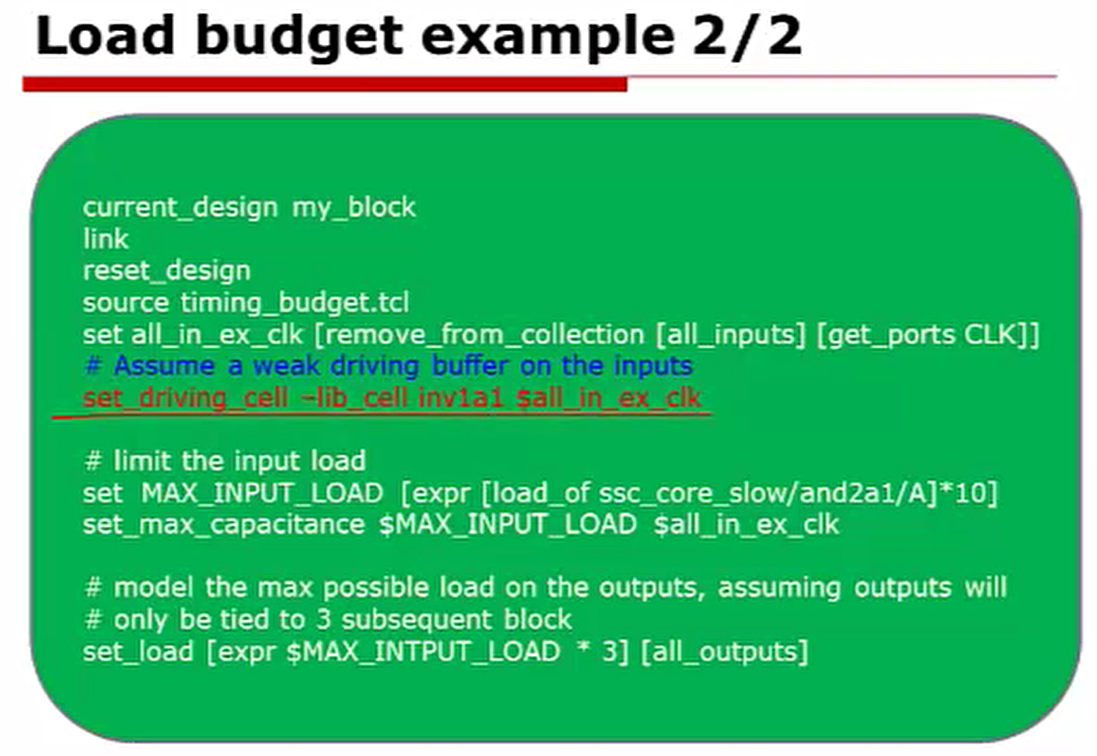 Load budget example 2/2
current_design my_block
link
reset_design
source timing_budget.tcl
set all_in_ex_clk [remove_from_collection [all_inputs] [get_ports CLK]]
# Assume a weak driving buffer on the inputs
set_driving_cell –lib_cell inv1a1 $all_in_ex_clk
# limit the input load
set MAX_INPUT_LOAD [expr [load_of ssc_core_slow/and2a1/A]*10]
set_max_capacitance $MAX_INPUT_LOAD $all_in_ex_clk
# model the max possible load on the outputs, assuming outputs will
# only be tied to 3 subsequent block
set_load [expr $MAX_INTPUT_LOAD * 3] [all_outputs]